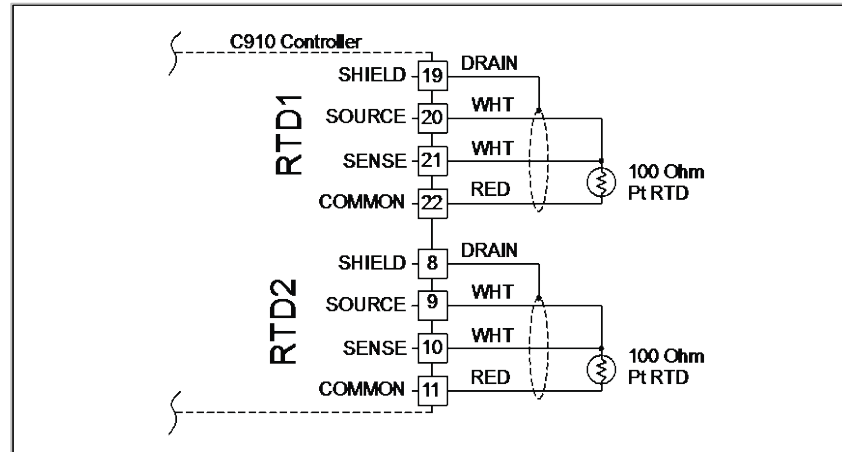 C910 Controller
RTD1
SHIELD 19 DRAIN
SOURCE 20 WHT
SENSE 21 WHT
COMMON 22 RED
100 Ohm
Pt RTD
RTD2
SHIELD 8 DRAIN
SOURCE 9 WHT
SENSE 10 WHT
COMMON 11 RED
100 Ohm
Pt RTD